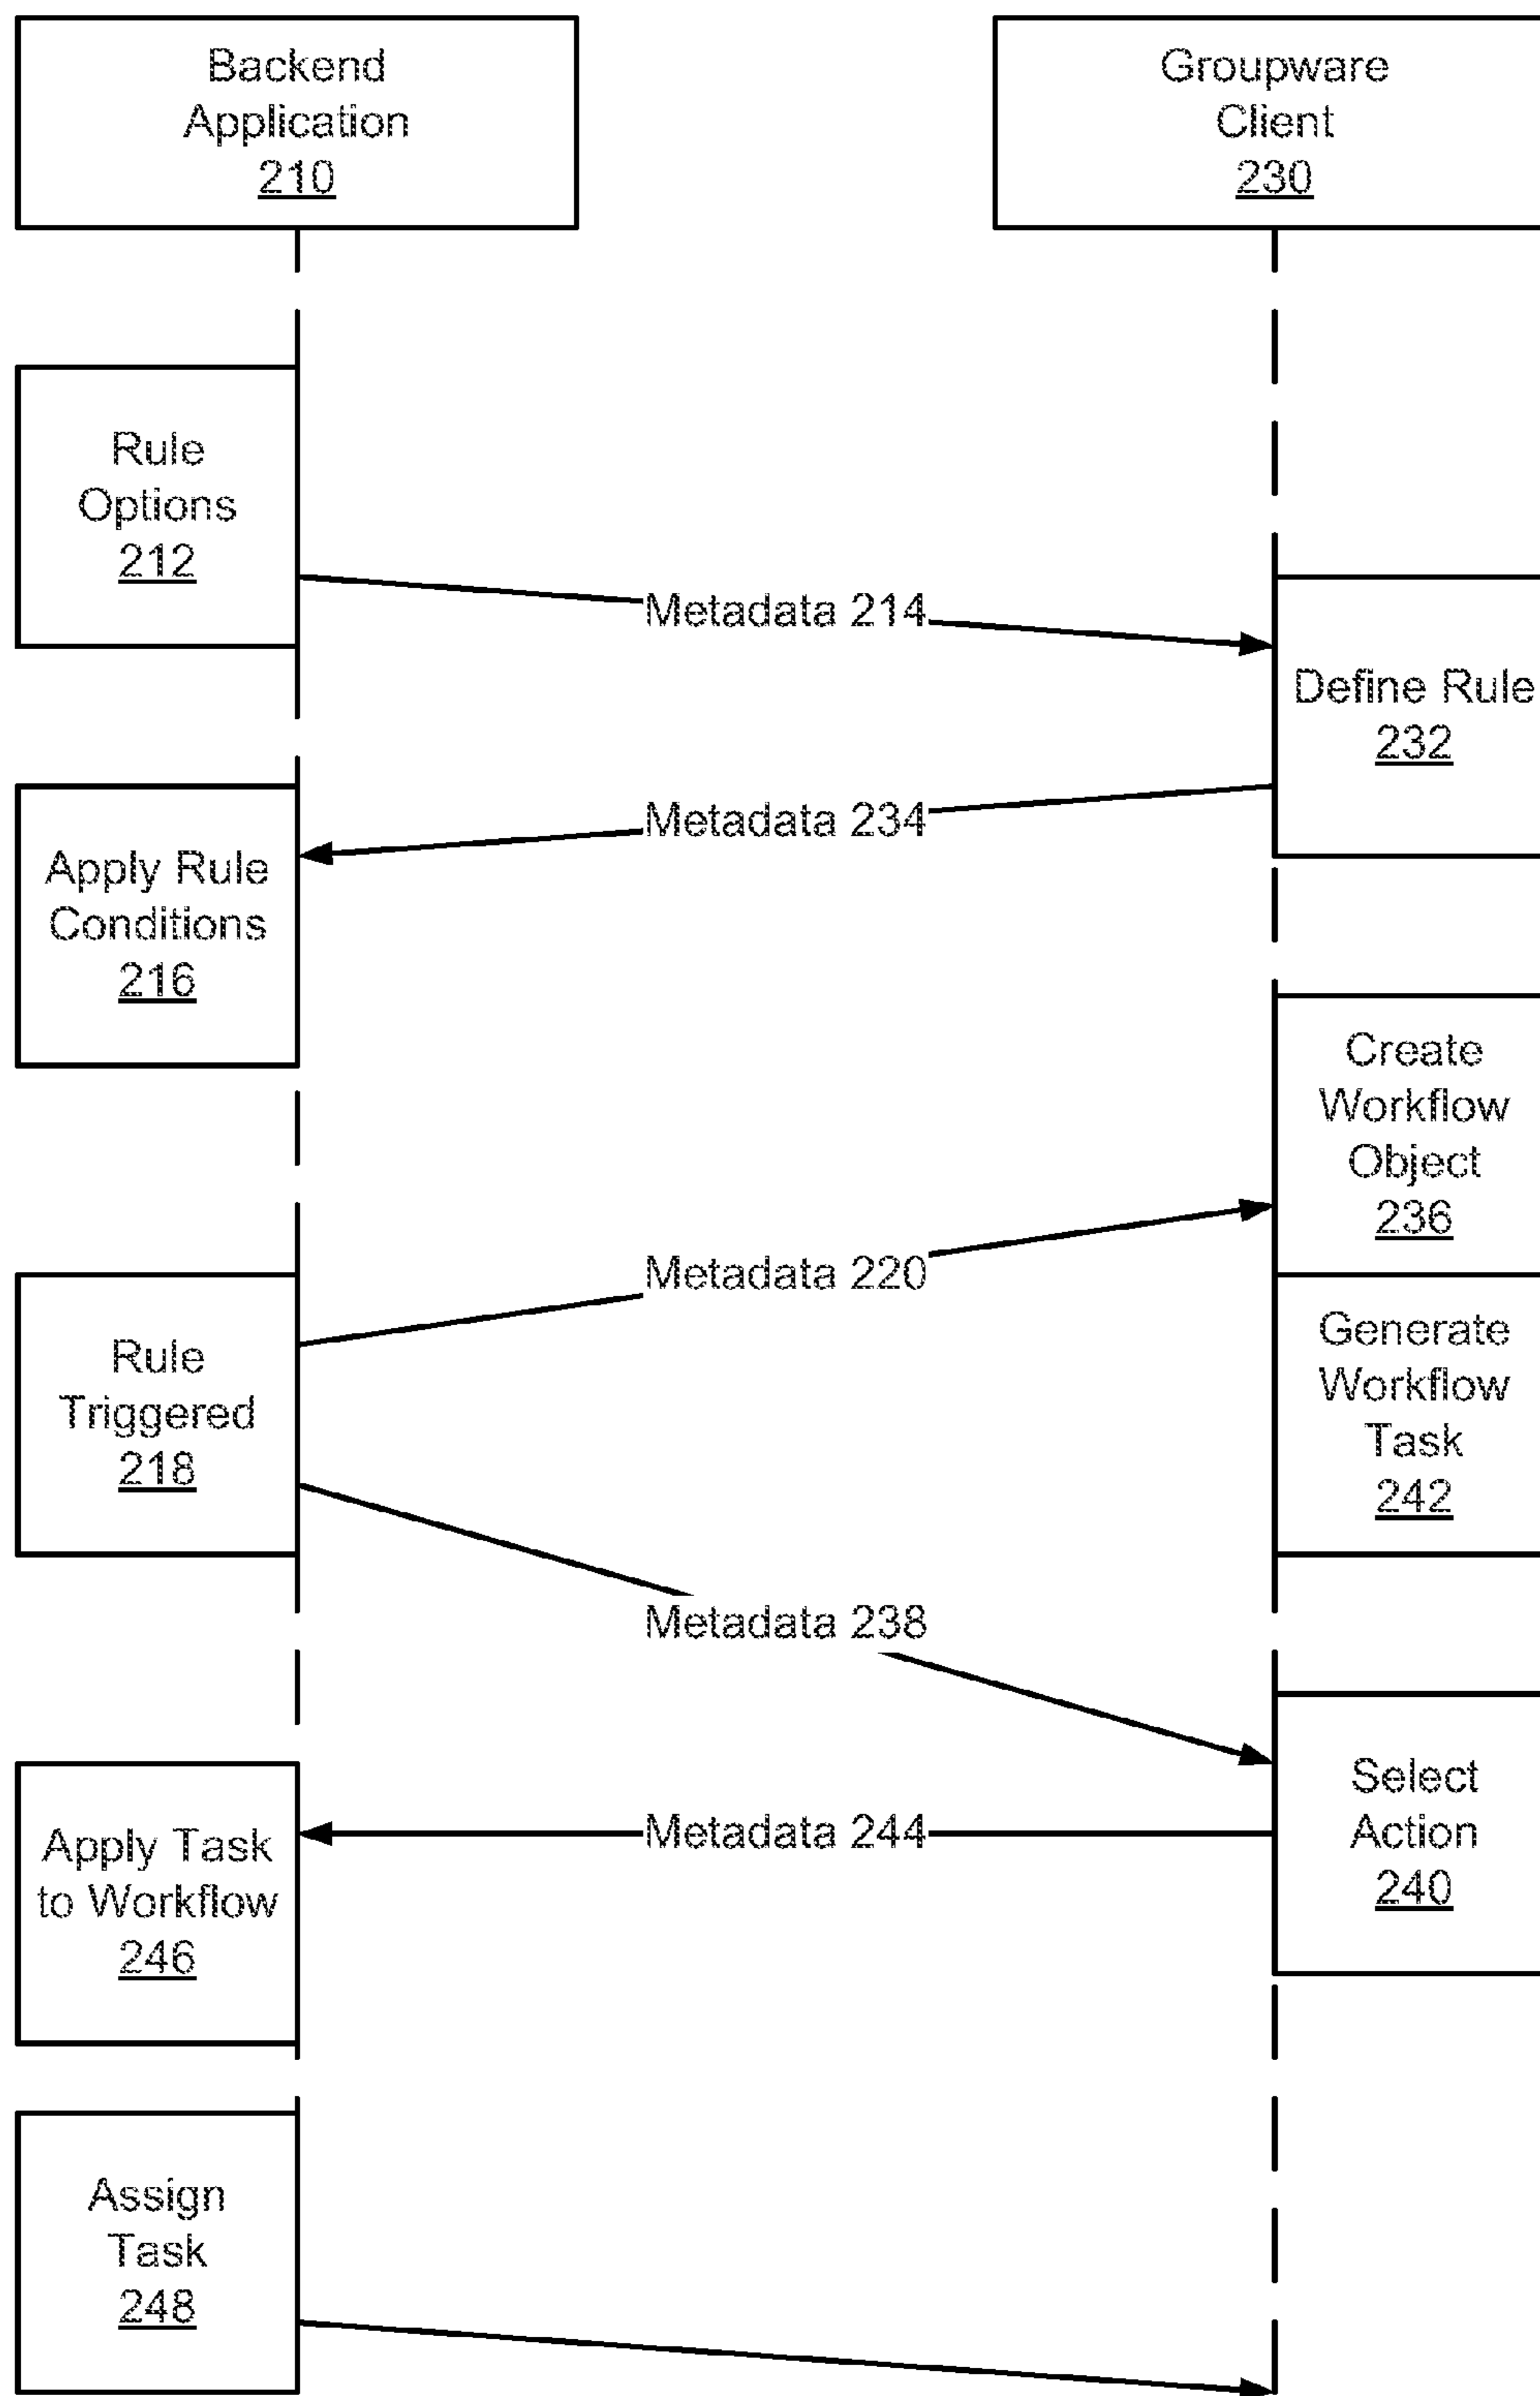 Backend
Application
210
Groupware
Client
230
Rule
Options
212
Metadata 214
Define Rule
232
Metadata 234
Apply Rule
Conditions
216
Create
Workflow
Object
236
Metadata 220
Generate
Workflow
Task
242
Rule
Triggered
218
Metadata 238
Select
Action
240
Metadata 244
Apply Task
to Workflow
246
Assign
Task
248